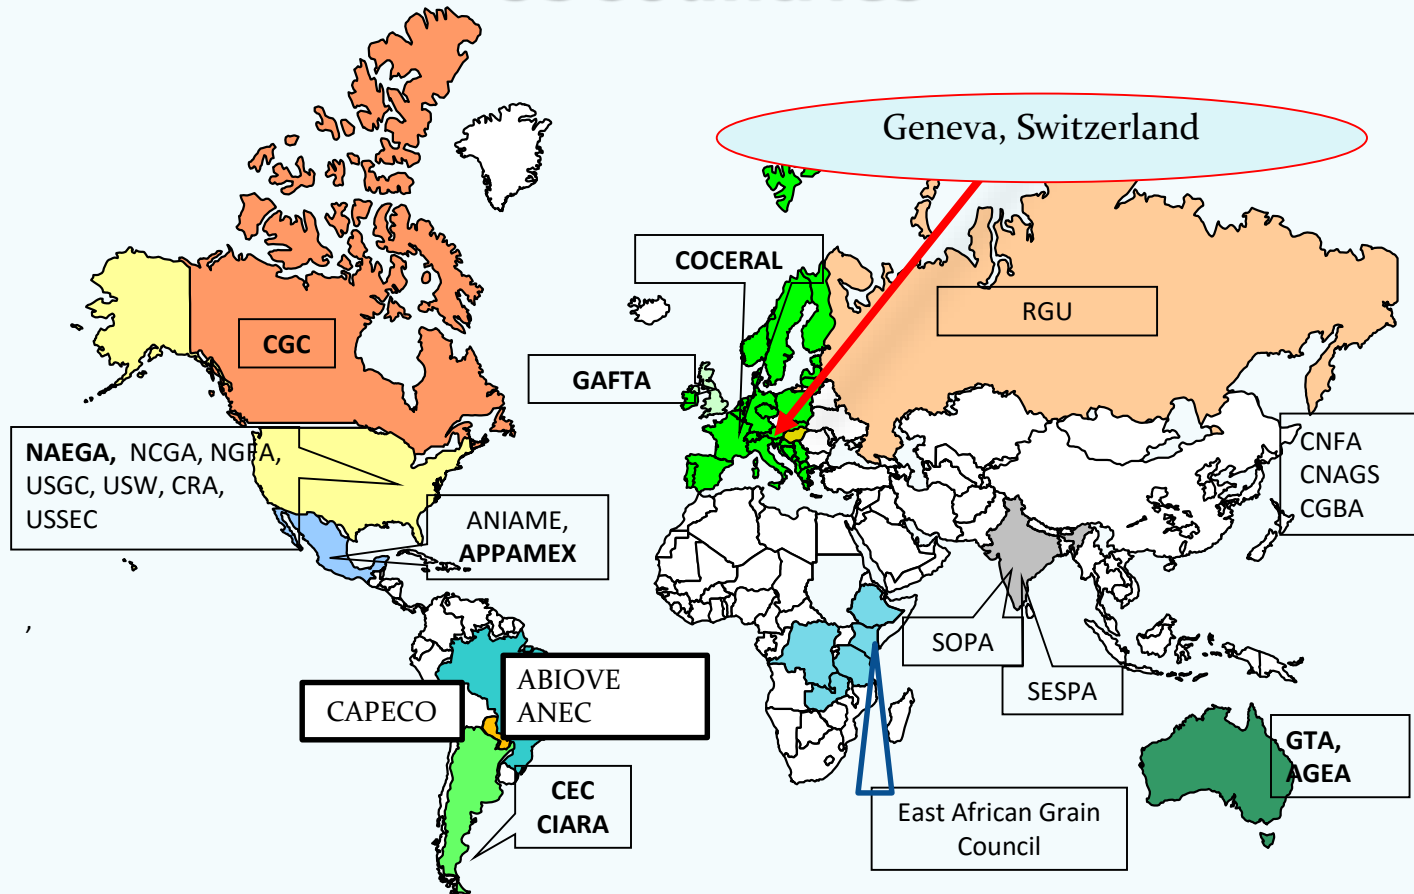 countries
Geneva, Switzerland
COCERAL
RGU
CGC
GAFTA
NAEGA, NCGA, NGFA,
USGC, USW, CRA,
USSEC
ANIAME,
APPAMEX
CNFA
CNAGS
CGBA
,
SOPA
SESPA
ABIOVE
ANEC
CAPECO
GTA,
AGEA
CEC
CIARA
East African Grain
Council